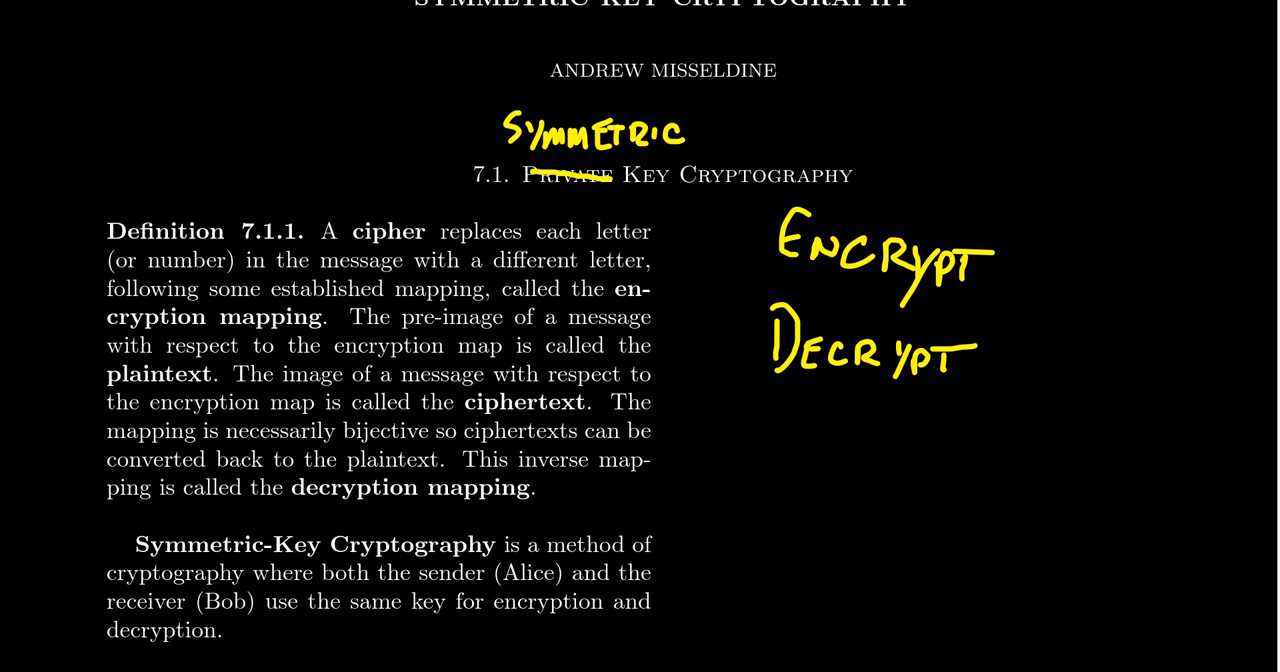 SYMMETRIC KEY CRYPTOGRAPHY
ANDREW MISSELDINE
SYMMETRIC
7.1. PRIVATE KEY CRYPTOGRAPHY
Definition 7.1.1. A cipher replaces each letter
(or number) in the message with a different letter,
following some established mapping, called the en-
cryption mapping. The pre-image of a message
with respect to the encryption map is called the
plaintext. The image of a message with respect to
the encryption map is called the ciphertext. The
mapping is necessarily bijective so ciphertexts can be
converted back to the plaintext. This inverse map-
ping is called the decryption mapping.
Symmetric-Key Cryptography is a method of
cryptography where both the sender (Alice) and the
receiver (Bob) use the same key for encryption and
decryption.
ENCRYPT
DECRYPT